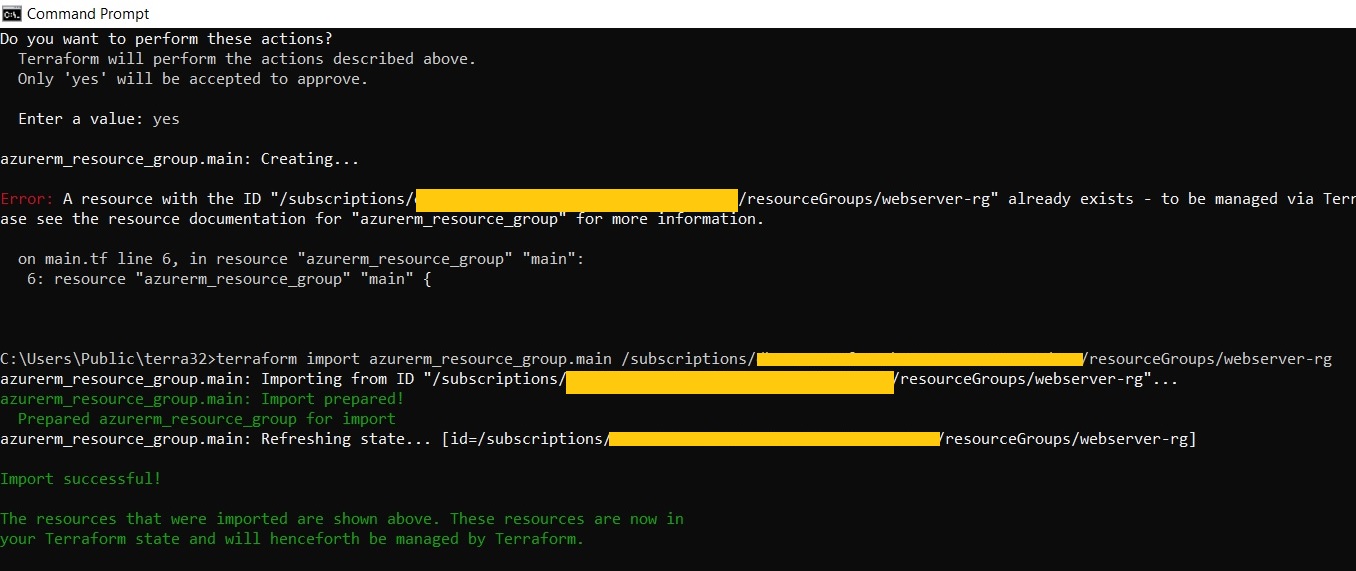 Command Prompt
Do you want to perform these actions?
  Terraform will perform the actions described above.
  Only 'yes' will be accepted to approve.
  Enter a value: yes
azurerm_resource_group.main: Creating...
Error: A resource with the ID "/subscriptions/ /resourceGroups/webserver-rg" already exists - to be managed via Terr
ase see the resource documentation for "azurerm_resource_group" for more information.
  on main.tf line 6, in resource "azurerm_resource_group" "main":
   6: resource "azurerm_resource_group" "main" {
C:\Users\Public\terra32>terraform import azurerm_resource_group.main /subscriptions/ /resourceGroups/webserver-rg
azurerm_resource_group.main: Importing from ID "/subscriptions/ /resourceGroups/webserver-rg"...
azurerm_resource_group.main: Import prepared!
  Prepared azurerm_resource_group for import
azurerm_resource_group.main: Refreshing state... [id=/subscriptions/ /resourceGroups/webserver-rg]
Import successful!
The resources that were imported are shown above. These resources are now in
your Terraform state and will henceforth be managed by Terraform.